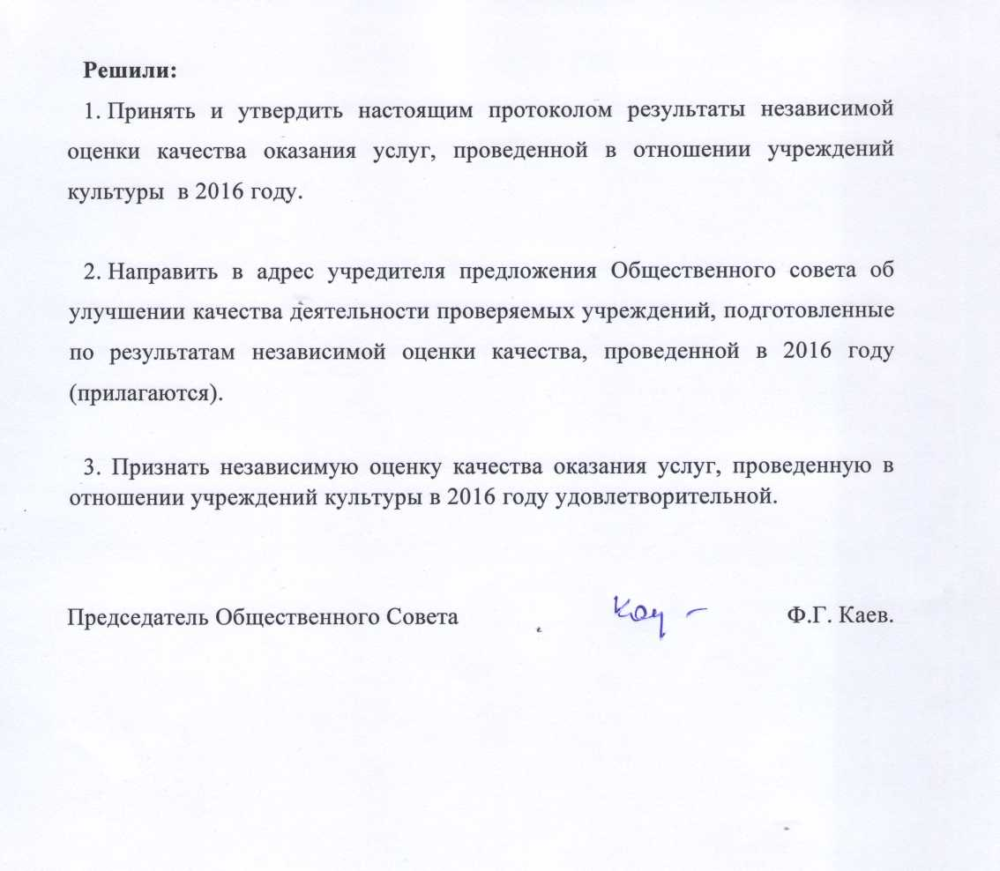 Решили:
1. Принять и утвердить настоящим протоколом результаты независимой
оценки качества оказания услуг, проведенной в отношении учреждений
культуры в 2016 году.
2. Направить в адрес учредителя предложения Общественного совета об
улучшении качества деятельности проверяемых учреждений, подготовленные
по результатам независимой оценки качества, проведенной в 2016 году
(прилагаются).
3. Признать независимую оценку качества оказания услуг, проведенную в
отношении учреждений культуры в 2016 году удовлетворительной.
Председатель Общественного Совета Ф.Г. Каев.